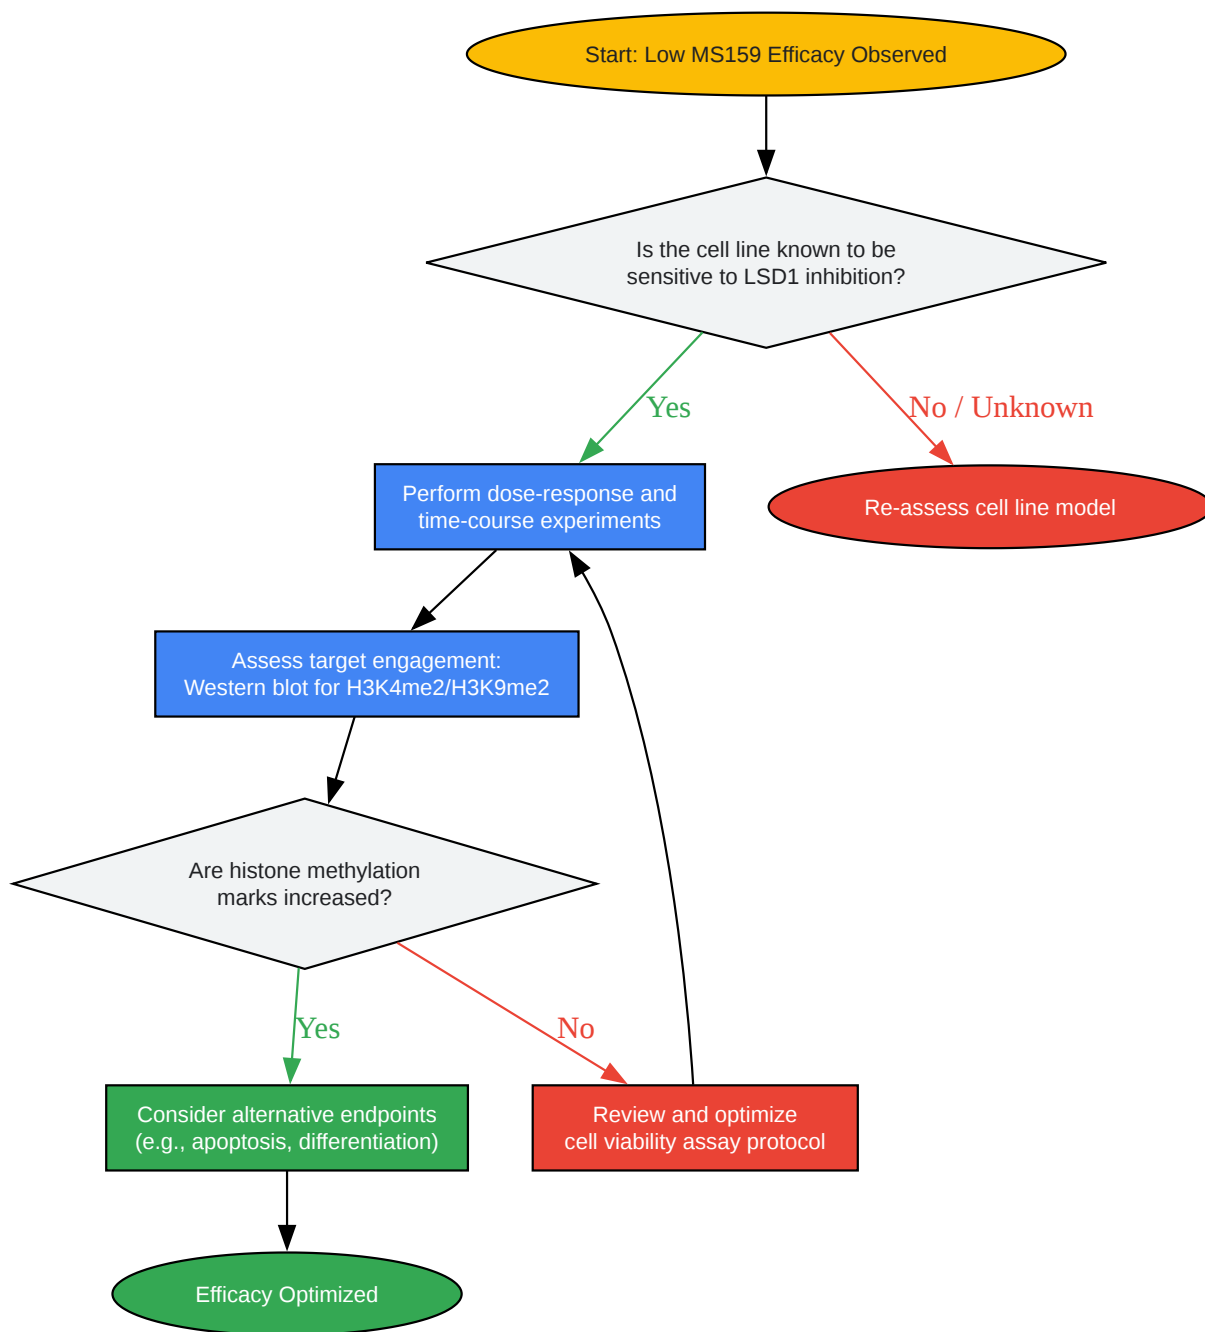 Start: Low MS159 Efficacy Observed
Is the cell line known to be
sensitive to LSD1 inhibition?
Yes
No / Unknown
Perform dose-response and
time-course experiments
Re-assess cell line model
Assess target engagement:
Western blot for H3K4me2/H3K9me2
Are histone methylation
marks increased?
Yes
No
Consider alternative endpoints
(e.g., apoptosis, differentiation)
Review and optimize
cell viability assay protocol
Efficacy Optimized